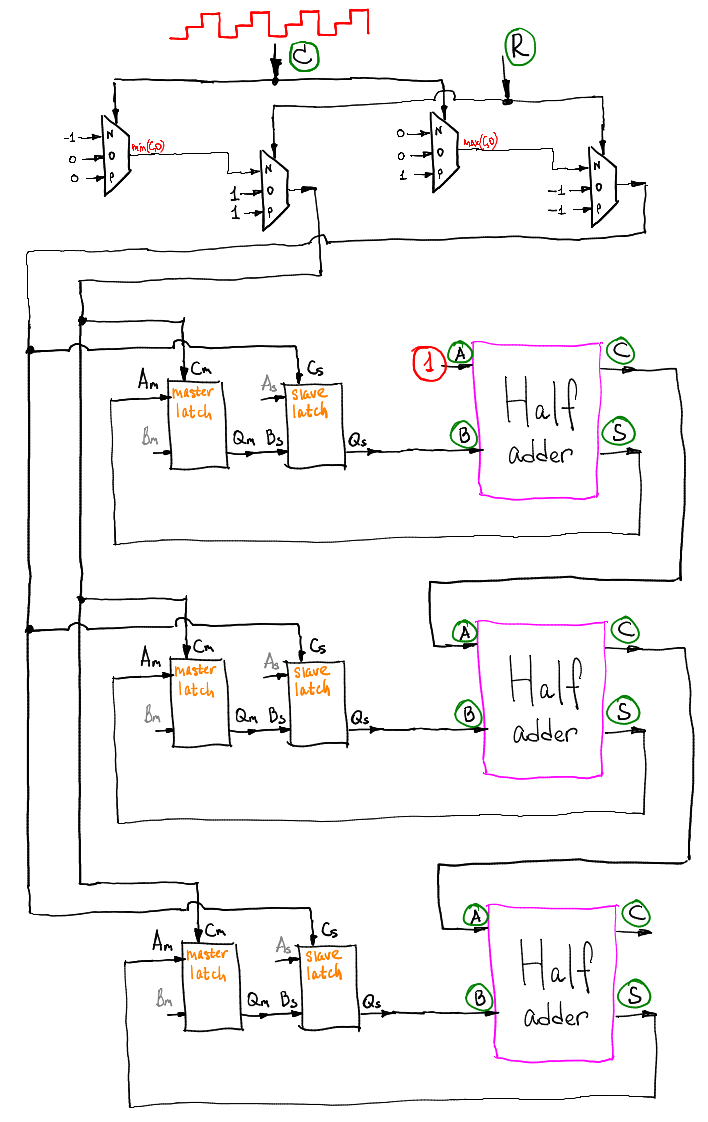 C
R
-1 N
0 O
0 P
min(C,0)
N
1 O
1 P
0 N
0 O
1 P
max(C,0)
N
-1 O
-1 P
Cm
Cs
Am
master
latch
Bm
Qm
As
slave
latch
Bs
Qs
1
A
B
Half
adder
C
S
Cm
Cs
Am
master
latch
Bm
Qm
As
slave
latch
Bs
Qs
A
B
Half
adder
C
S
Cm
Cs
Am
master
latch
Bm
Qm
As
slave
latch
Bs
Qs
A
B
Half
adder
C
S